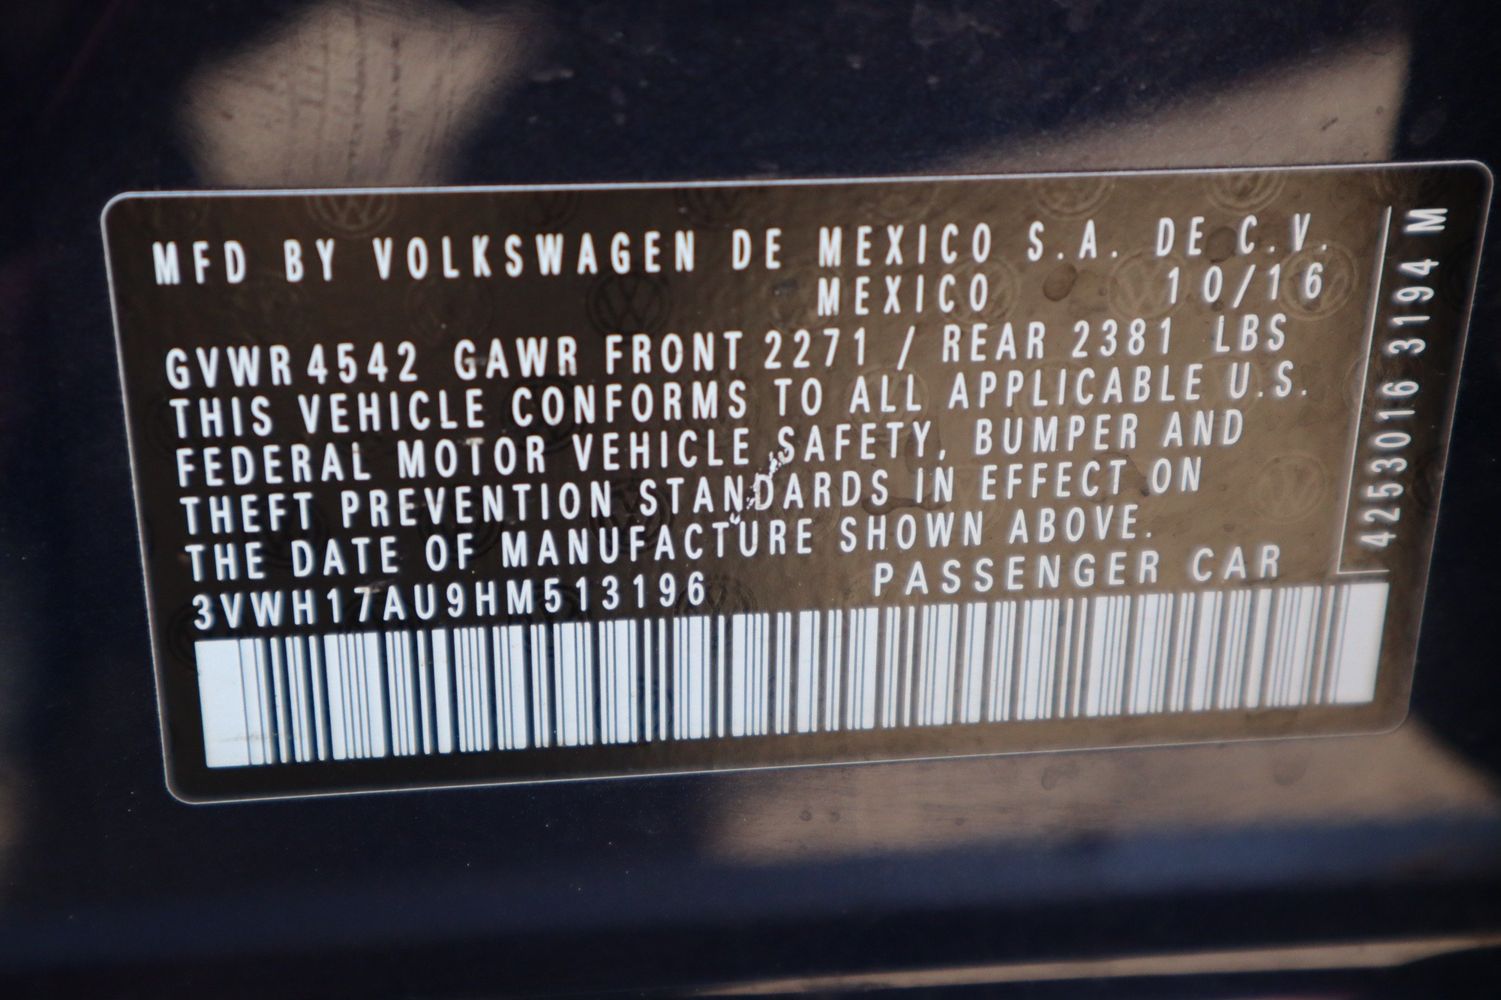 MFD BY VOLKSWAGEN DE MEXICO S.A. DE C.V.
MEXICO 10/16
GVWR 4542 GAWR FRONT 2271 / REAR 2381 LBS
THIS VEHICLE CONFORMS TO ALL APPLICABLE U.S.
FEDERAL MOTOR VEHICLE SAFETY, BUMPER AND
THEFT PREVENTION STANDARDS IN EFFECT ON
THE DATE OF MANUFACTURE SHOWN ABOVE.
3VWH17AU9HM513196 PASSENGER CAR
4253016 3194 M